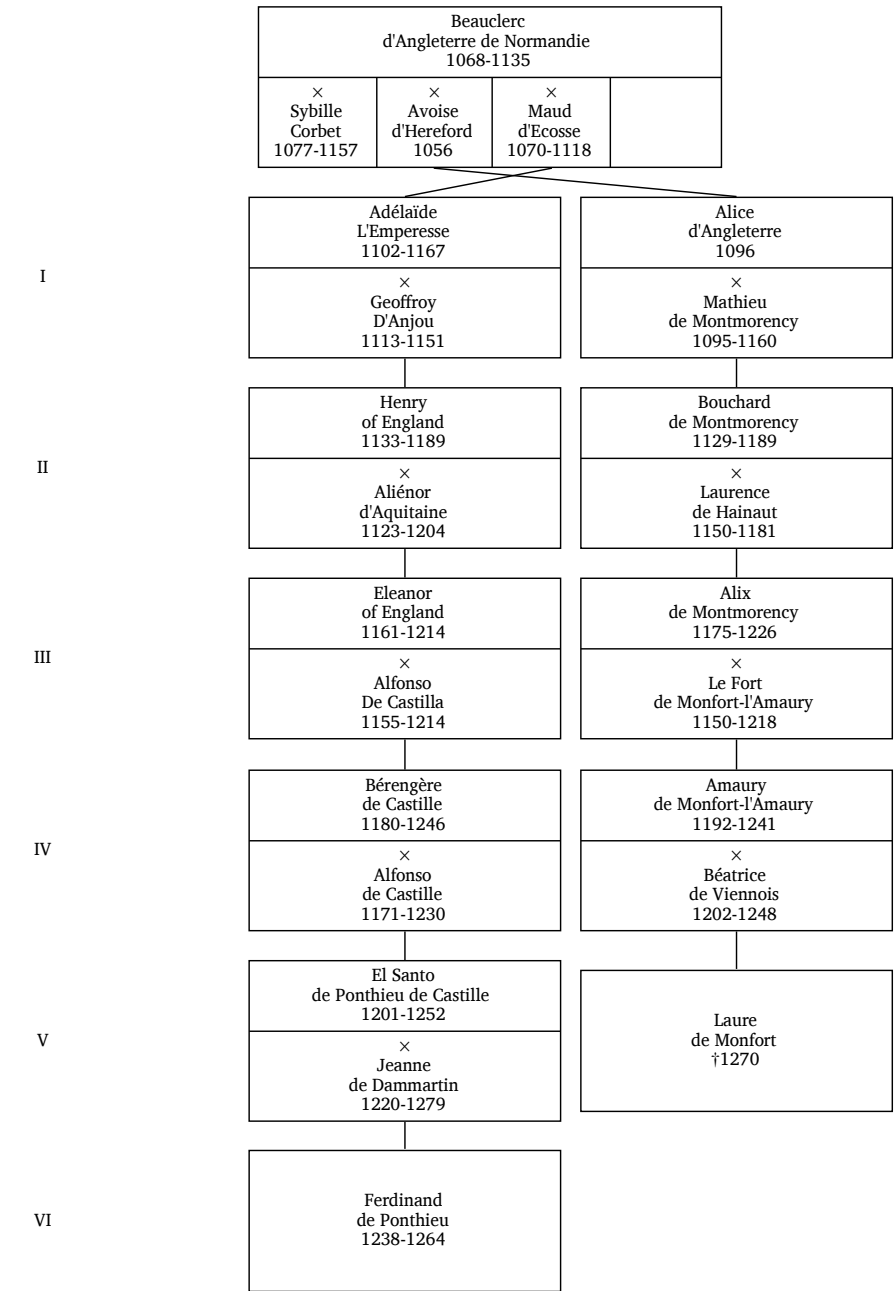 Beauclerc
d'Angleterre de Normandie
1068-1135
×
Sybille
Corbet
1077-1157
×
Avoise
d'Hereford
1056
×
Maud
d'Ecosse
1070-1118
I
Adélaïde
L'Emperesse
1102-1167
×
Geoffroy
D'Anjou
1113-1151
Alice
d'Angleterre
1096
×
Mathieu
de Montmorency
1095-1160
II
Henry
of England
1133-1189
×
Aliénor
d'Aquitaine
1123-1204
Bouchard
de Montmorency
1129-1189
×
Laurence
de Hainaut
1150-1181
III
Eleanor
of England
1161-1214
×
Alfonso
De Castilla
1155-1214
Alix
de Montmorency
1175-1226
×
Le Fort
de Monfort-l'Amaury
1150-1218
IV
Bérengère
de Castille
1180-1246
×
Alfonso
de Castille
1171-1230
Amaury
de Monfort-l'Amaury
1192-1241
×
Béatrice
de Viennois
1202-1248
V
El Santo
de Ponthieu de Castille
1201-1252
×
Jeanne
de Dammartin
1220-1279
Laure
de Monfort
†1270
VI
Ferdinand
de Ponthieu
1238-1264